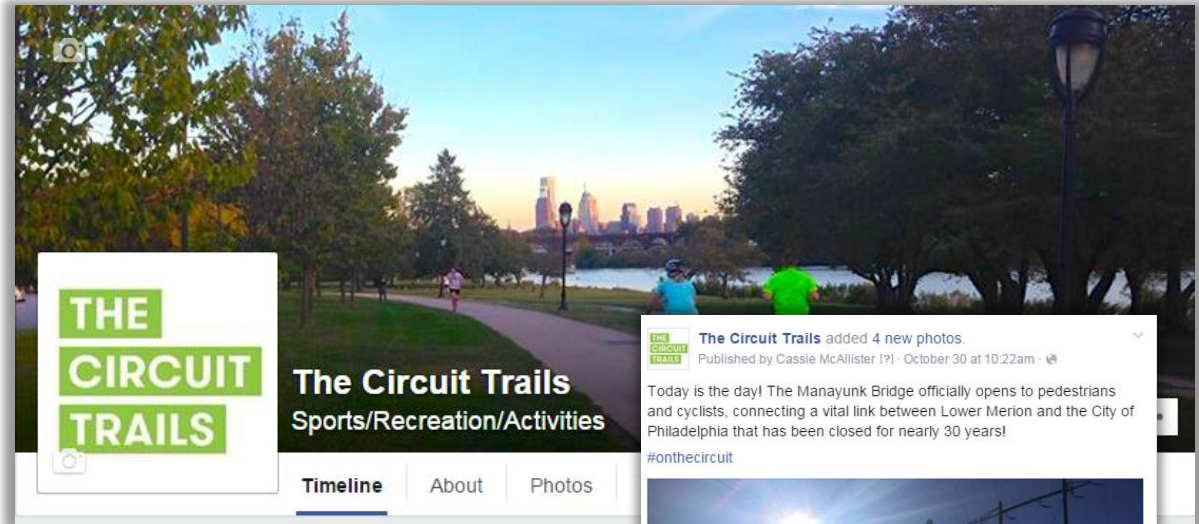 THE
CIRCUIT
TRAILS
The Circuit Trails
Sports/Recreation/Activities
Timeline About Photos
THE
CIRCUIT
TRAILS
The Circuit Trails added 4 new photos.
Published by Cassie McAllister [?] · October 30 at 10:22am ·
Today is the day! The Manayunk Bridge officially opens to pedestrians
and cyclists, connecting a vital link between Lower Merion and the City of
Philadelphia that has been closed for nearly 30 years!
#onthecircuit